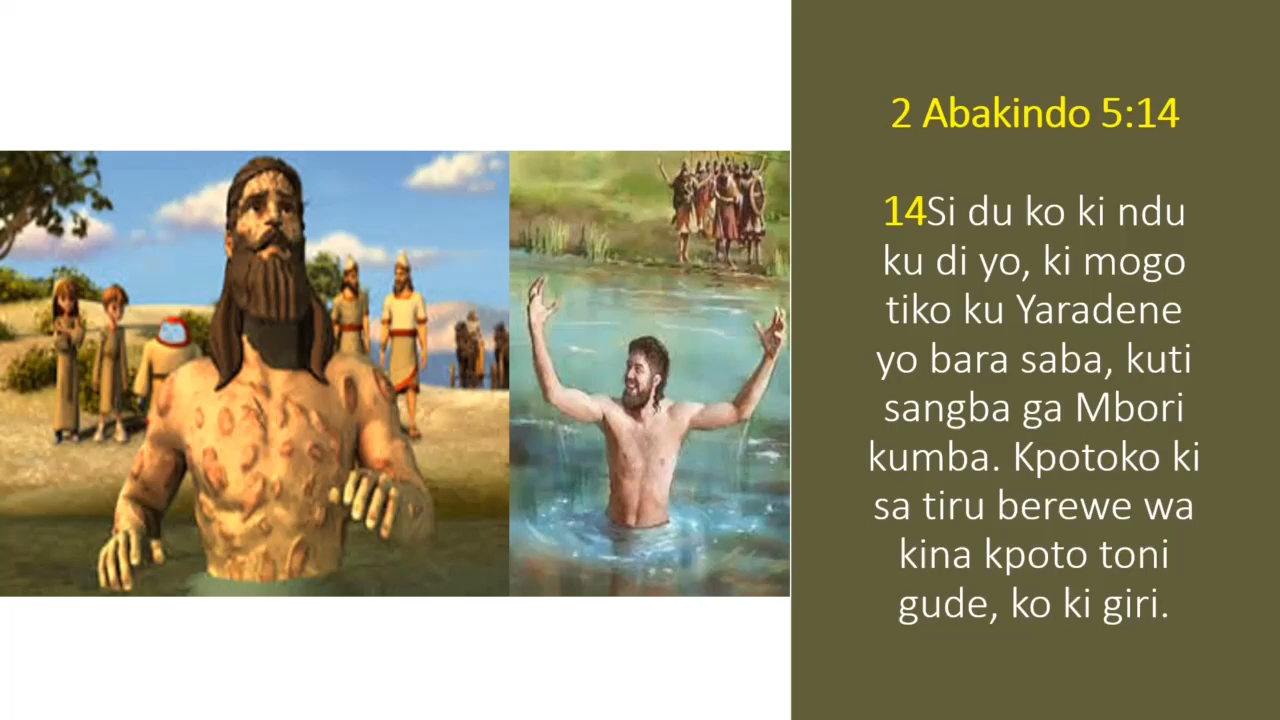 2 Abakindo 5:14
14Si du ko ki ndu
ku di yo, ki mogo
tiko ku Yaradene
yo bara saba, kuti
sangba ga Mbori
kumba. Kpotoko ki
sa tiru berewe wa
kina kpoto toni
gude, ko ki giri.